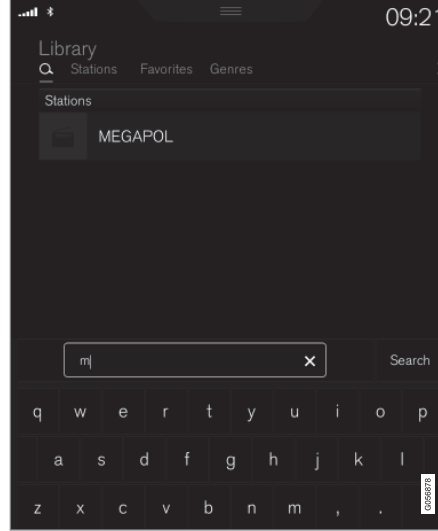 09:21
Library
Stations Favorites Genres
Stations
MEGAPOL
m
Search
q w e r t y u i o p
a s d f g h j k l
z x c v b n m , .
G056878